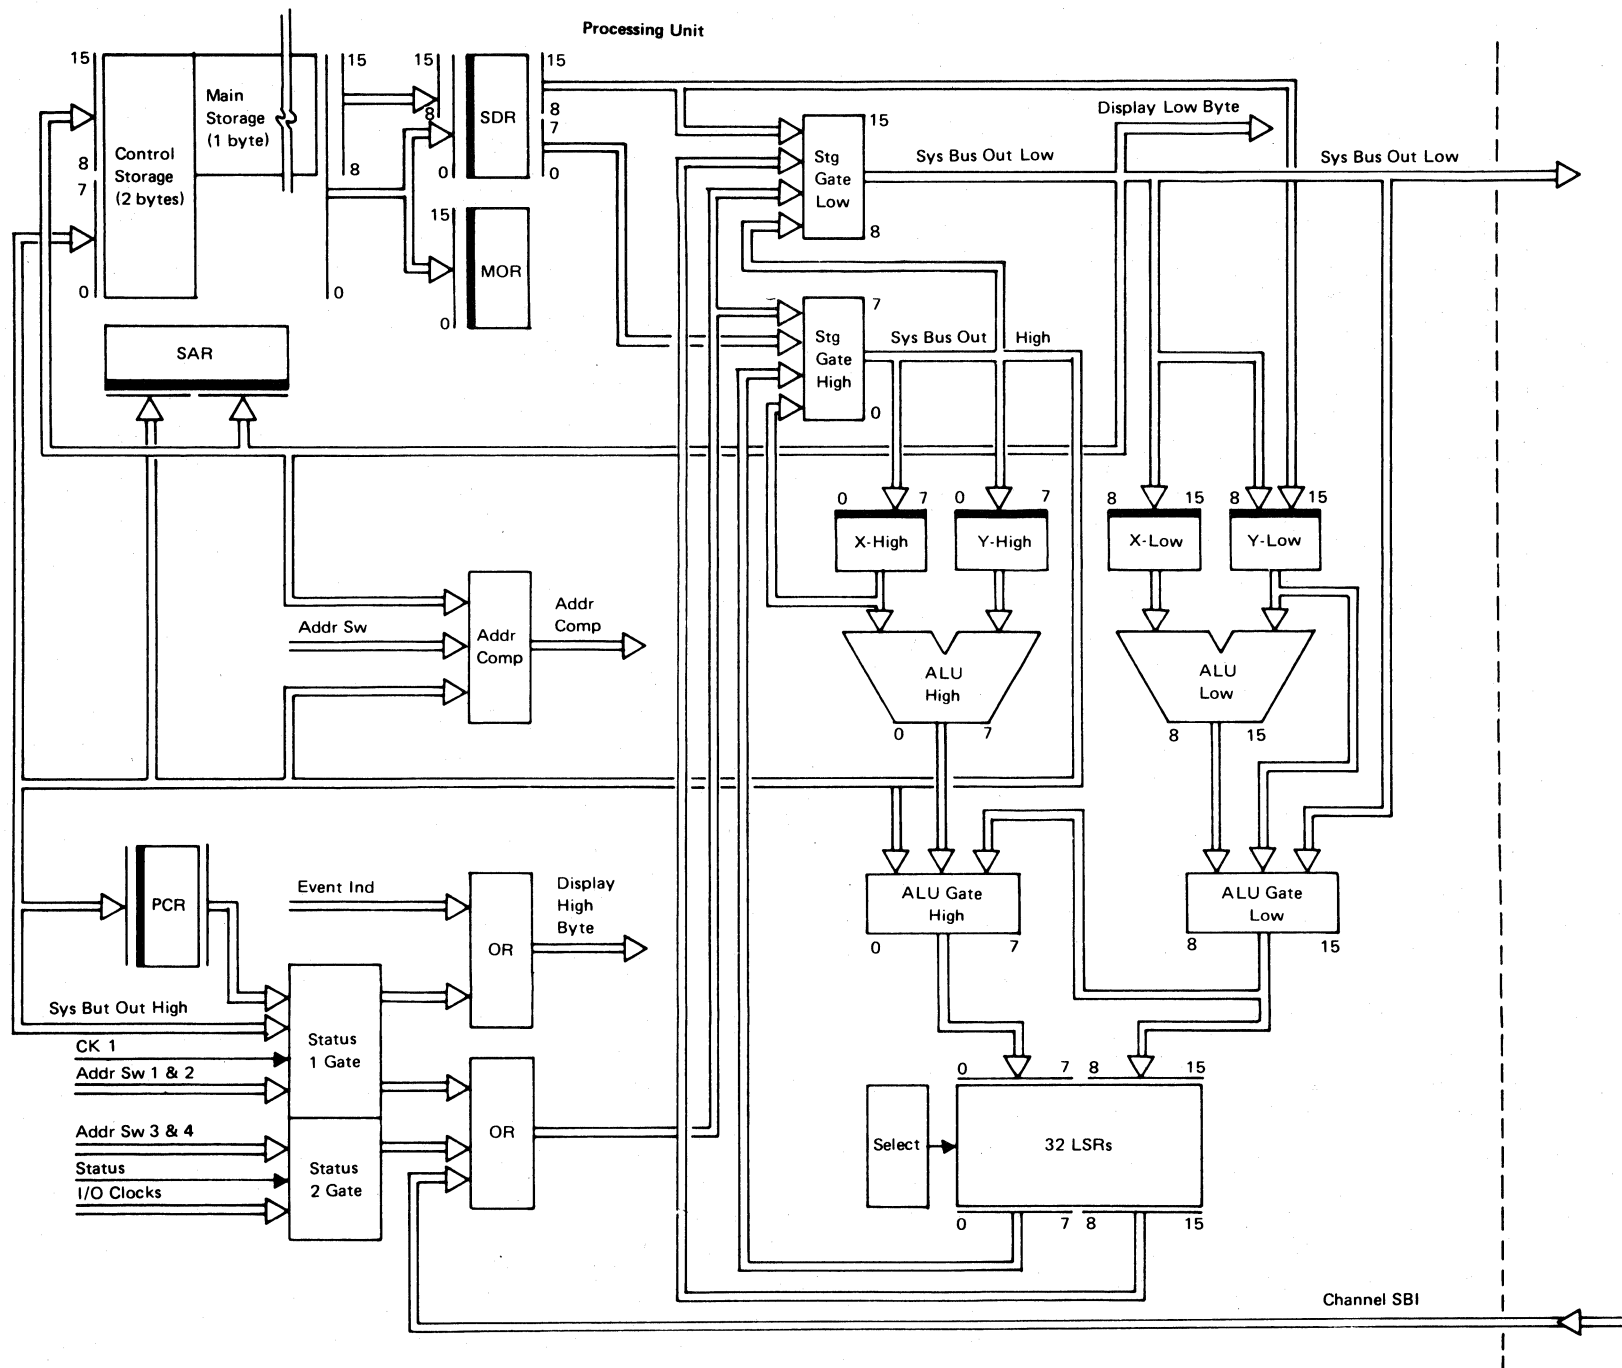 Processing Unit
15
8
7
0
Control
Storage
(2 bytes)
Main
Storage
(1 byte)
15
8
0
15
8
0
SDR
15
8
7
0
15
0
MOR
SAR
Stg
Gate
Low
15
8
Sys Bus Out Low
Display Low Byte
Sys Bus Out Low
Stg
Gate
High
7
0
Sys Bus Out High
0 7
X-High
0 7
Y-High
8 15
X-Low
8 15
Y-Low
Addr Sw
Addr
Comp
Addr
Comp
ALU
High
0 7
ALU
Low
8 15
PCR
Event Ind
OR
Display
High
Byte
ALU Gate
High
0 7
ALU Gate
Low
8 15
Sys But Out High
CK 1
Addr Sw 1 & 2
Status
1 Gate
Addr Sw 3 & 4
Status
I/O Clocks
Status
2 Gate
OR
0 7 8 15
Select
32 LSRs
0 7 8 15
Channel SBI